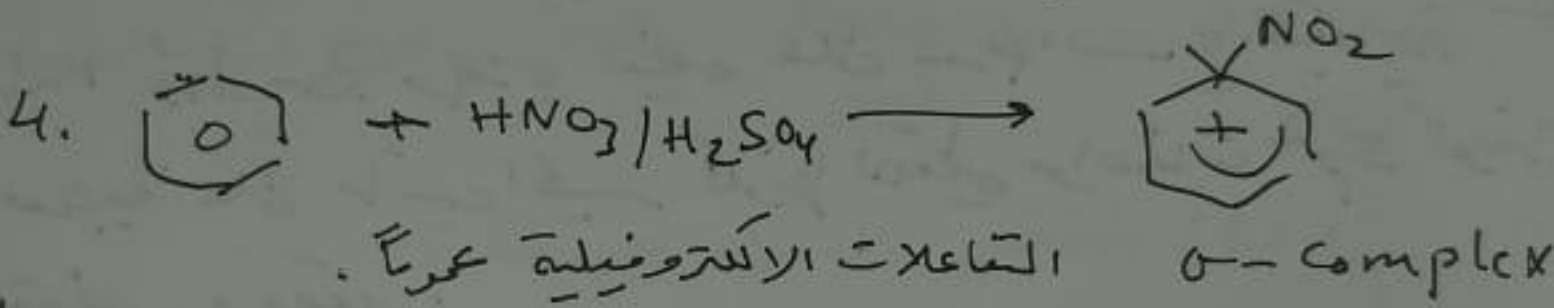 4. + HNO3/H2SO4 → NO2
+
σ-complex التفاعلات الالكتروفيلية عموماً .